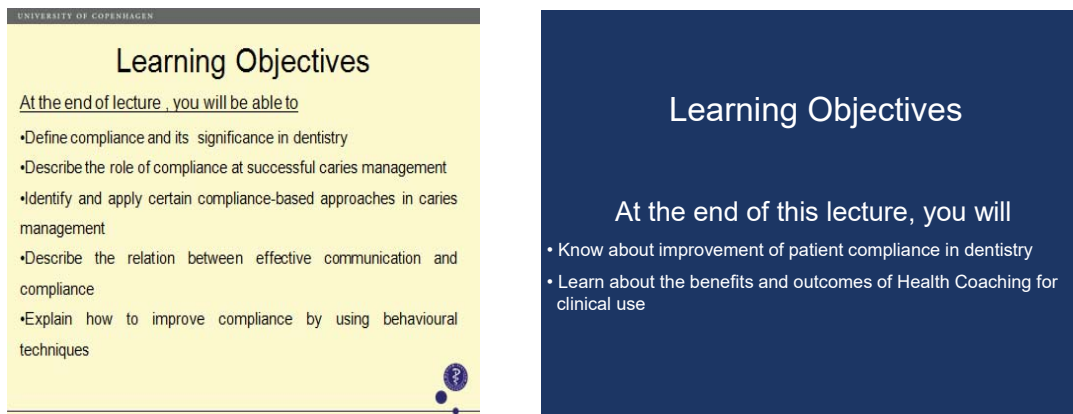 UNIVERSITY OF COPENHAGEN
Learning Objectives
At the end of lecture , you will be able to
•Define compliance and its significance in dentistry
•Describe the role of compliance at successful caries management
•Identify and apply certain compliance-based approaches in caries
management
•Describe the relation between effective communication and
compliance
•Explain how to improve compliance by using behavioural
techniques
Learning Objectives
At the end of this lecture, you will
• Know about improvement of patient compliance in dentistry
• Learn about the benefits and outcomes of Health Coaching for
clinical use